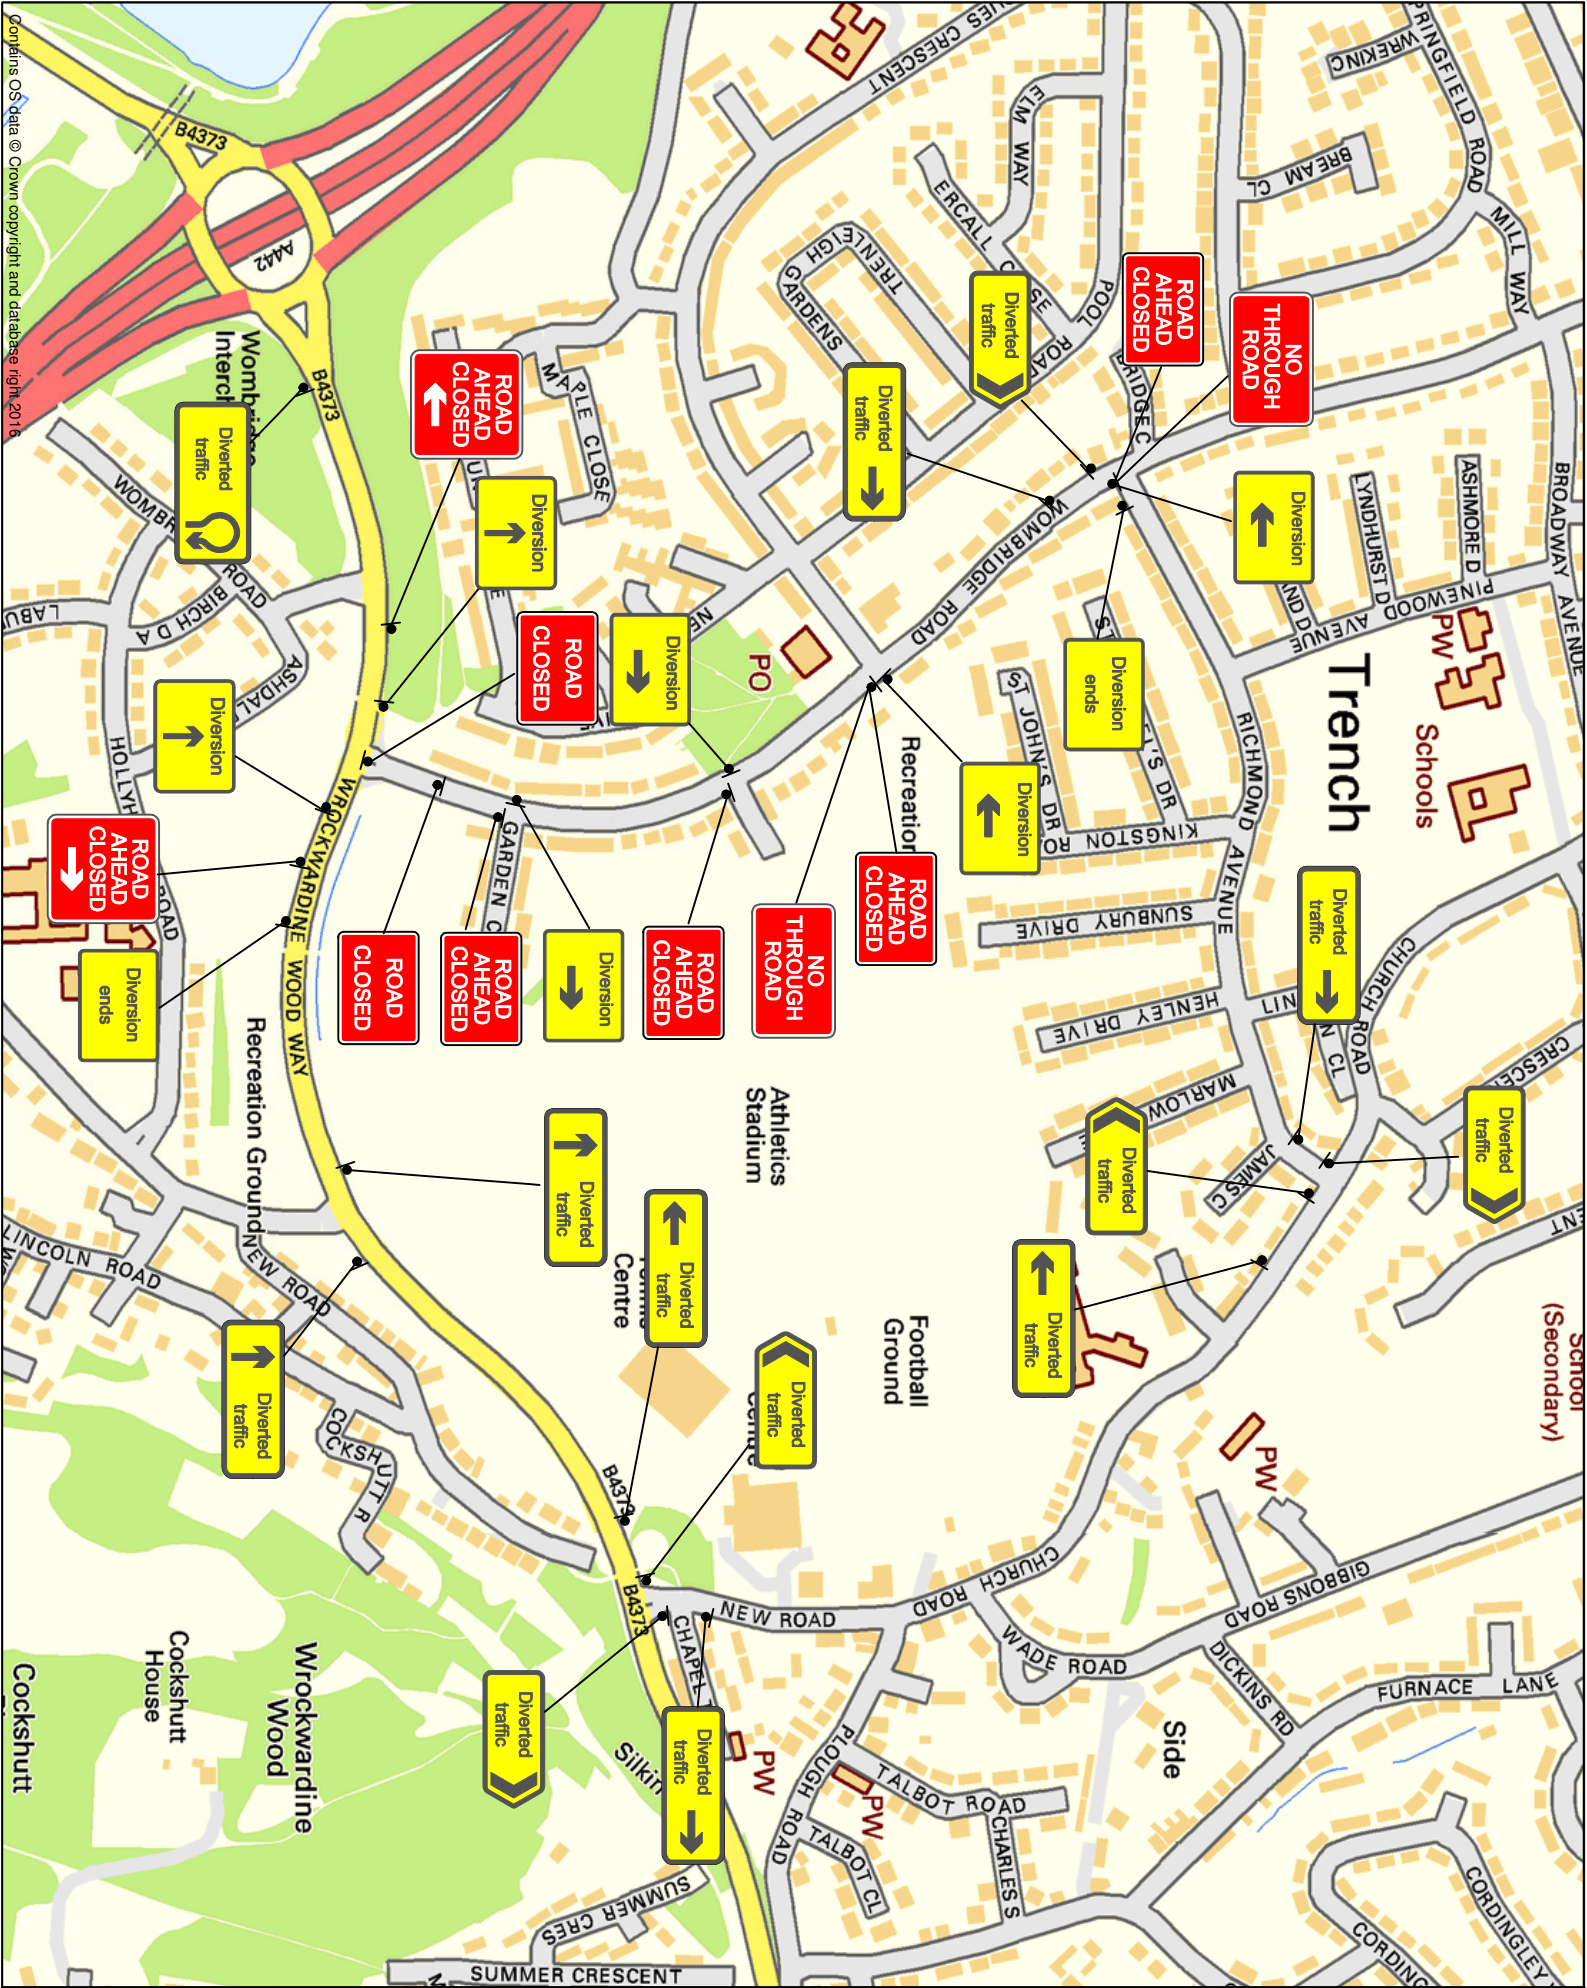 CRESCENT
WREKIN
SPRINGFIELD ROAD
BREAM CL
MILL WAY
ELM WAY
ERCALL
POOL
ROAD
TRENLEIGH
GARDENS
BROADWAY
AVENUE
ASHMORE D
LYNDHURST D
PINEWOOD
AVENUE
B4373
A442
Wombridge
B4373
MAPLE CLOSE
NO
THROUGH
ROAD
ROAD
AHEAD
CLOSED
Diverted
traffic
Diverted
traffic
Diversion
ROAD
AHEAD
CLOSED
Diversion
Diverted
traffic
WOMBRIDGE ROAD
PW
Trench
Schools
RICHMOND
AVENUE
Diversion
ends
ST JOHN'S DR
KINGSTON
SUNBURY DRIVE
HENLEY DRIVE
MARLOW
JAMES C
CHURCH
ROAD
ROAD
CLOSED
Diversion
PO
Recreation
Diversion
ROAD
AHEAD
CLOSED
NO
THROUGH
ROAD
ROAD
AHEAD
CLOSED
Diversion
ROAD
AHEAD
CLOSED
ROAD
CLOSED
GARDEN C
ROAD
BIRCH D
Diversion
ROAD
AHEAD
CLOSED
Diversion
ends
ROAD
WROCKWARDINE WOOD WAY
Recreation Ground
Athletics
Stadium
Diverted
traffic
Diverted
traffic
Diverted
traffic
Diverted
traffic
Diverted
traffic
Diverted
traffic
Centre
Diverted
traffic
Football
Ground
School
(Secondary)
PW
LINCOLN ROAD
NEW ROAD
Diverted
traffic
COCKSHUTT R
B4373
B4373
NEW ROAD
CHURCH
ROAD
WADE ROAD
GIBBONS ROAD
DICKINS RD
FURNACE LANE
CHAPEL
Diverted
traffic
Diverted
traffic
PW
PW
PLOUGH ROAD
TALBOT ROAD
TALBOT CL
CHARLES S
Side
Silkin
Wrockwardine
Wood
Cockshutt
House
Cockshutt
SUMMER CRES
SUMMER CRESCENT
CORDINGLEY
Contains OS data © Crown copyright and database right 2016